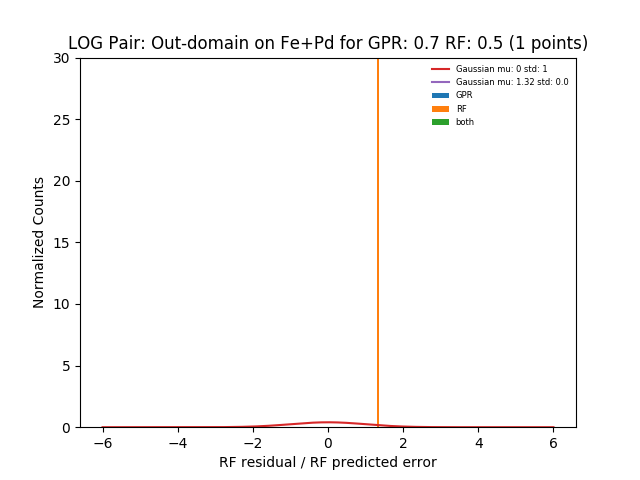 LOG Pair: Out-domain on Fe+Pd for GPR: 0.7 RF: 0.5 (1 points)
30
25
20
15
10
5
0
Normalized Counts
Gaussian mu: 0 std: 1
Gaussian mu: 1.32 std: 0.0
GPR
RF
both
−6 −4 −2 0 2 4 6
RF residual / RF predicted error